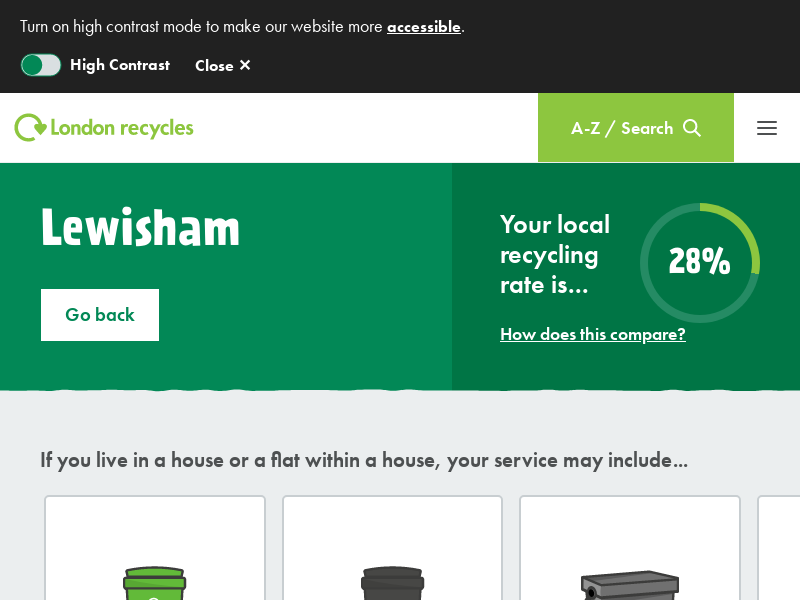 Turn on high contrast mode to make our website more accessible.
High Contrast
Close ✕
London recycles
A-Z / Search
Lewisham
Go back
Your local
recycling
rate is...
28%
How does this compare?
If you live in a house or a flat within a house, your service may include...